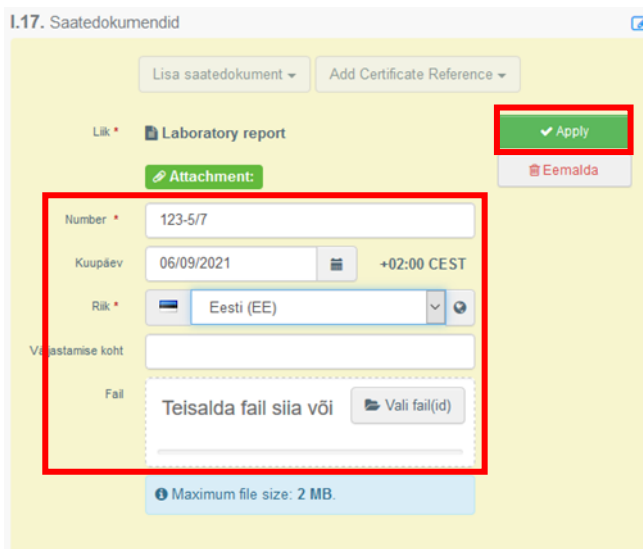 I.17. Saatedokumendid
Lisa saatedokument Add Certificate Reference
Liik * Laboratory report Apply
Attachment: Eemalda
Number * 123-5/7
Kuupäev 06/09/2021 +02:00 CEST
Riik * Eesti (EE)
Väljastamise koht
Fail Teisalda fail siia või Vali fail(id)
Maximum file size: 2 MB.